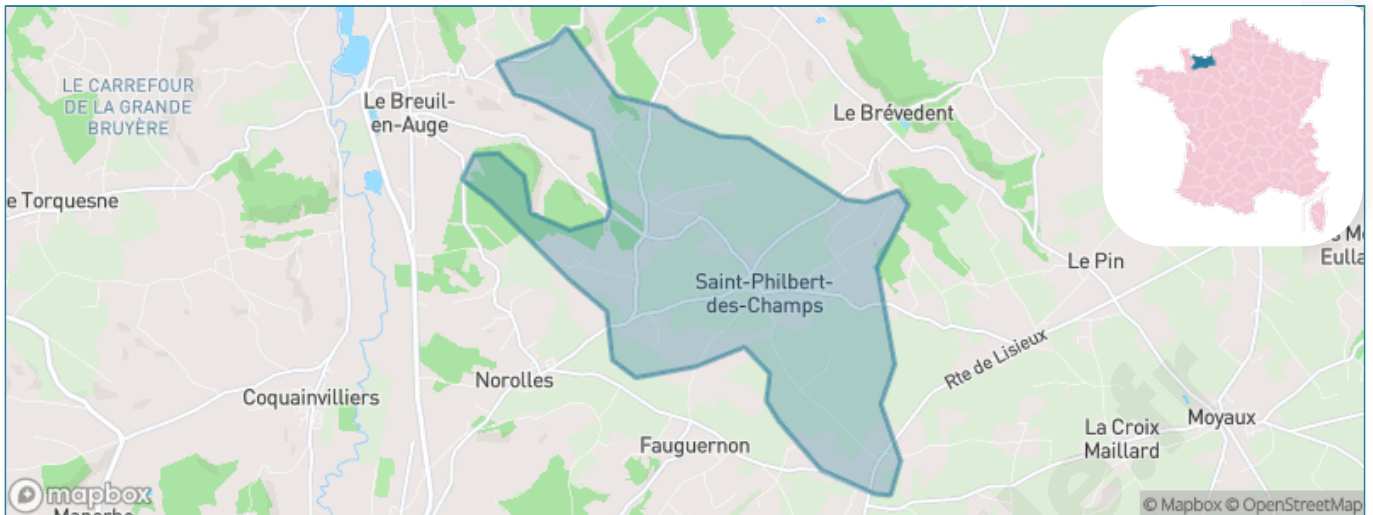 LE CARREFOUR
DE LA GRANDE
BRUYÈRE
Le Breuil-
en-Auge
Le Brévedent
e Torquesne
Le Pin
Eulla
Saint-Philbert-
des-Champs
Rte de Lisieux
Norolles
Coquainvilliers
Fauguernon
La Croix
Maillard
Moyaux
mapbox
© Mapbox © OpenStreetMap